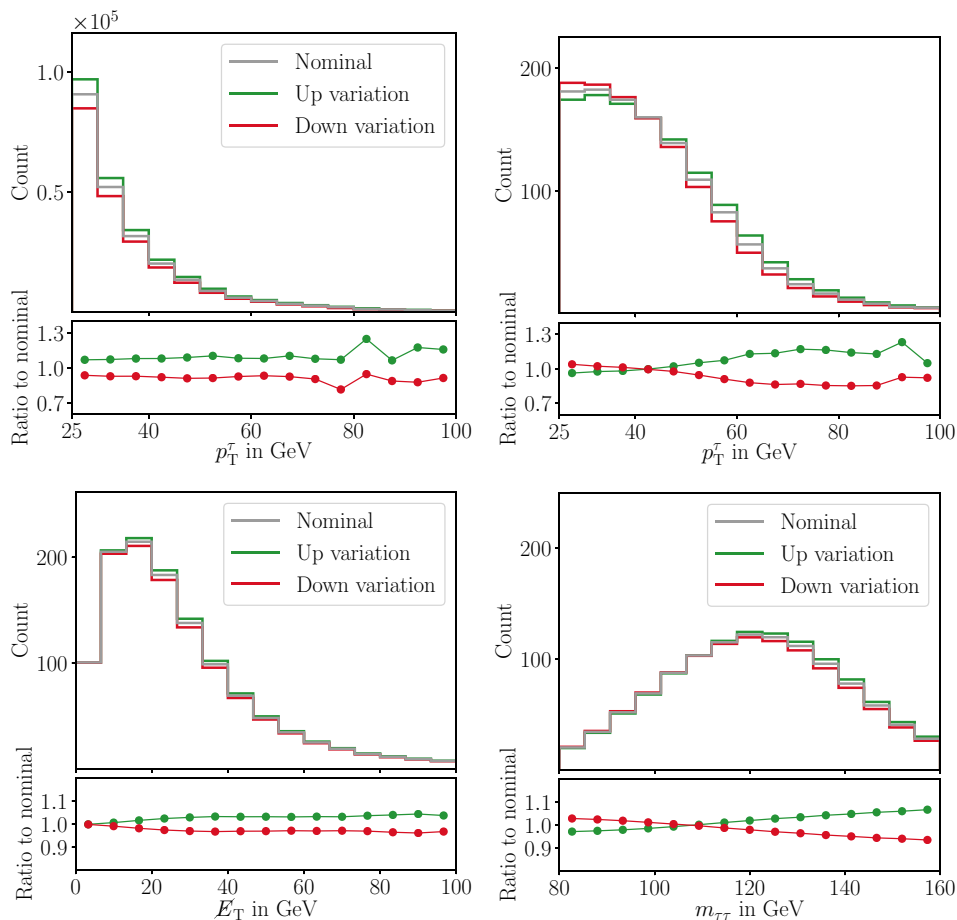 ×10⁵
1.0
0.5
Count
Nominal
Up variation
Down variation
1.3
1.0
0.7
Ratio to nominal
25 40 60 80 100
p_T^τ in GeV
200
100
Count
1.3
1.0
0.7
Ratio to nominal
25 40 60 80 100
p_T^τ in GeV
200
100
Count
Nominal
Up variation
Down variation
1.1
1.0
0.9
Ratio to nominal
0 20 40 60 80 100
E̸_T in GeV
200
100
Count
Nominal
Up variation
Down variation
1.1
1.0
0.9
Ratio to nominal
80 100 120 140 160
m_ττ in GeV